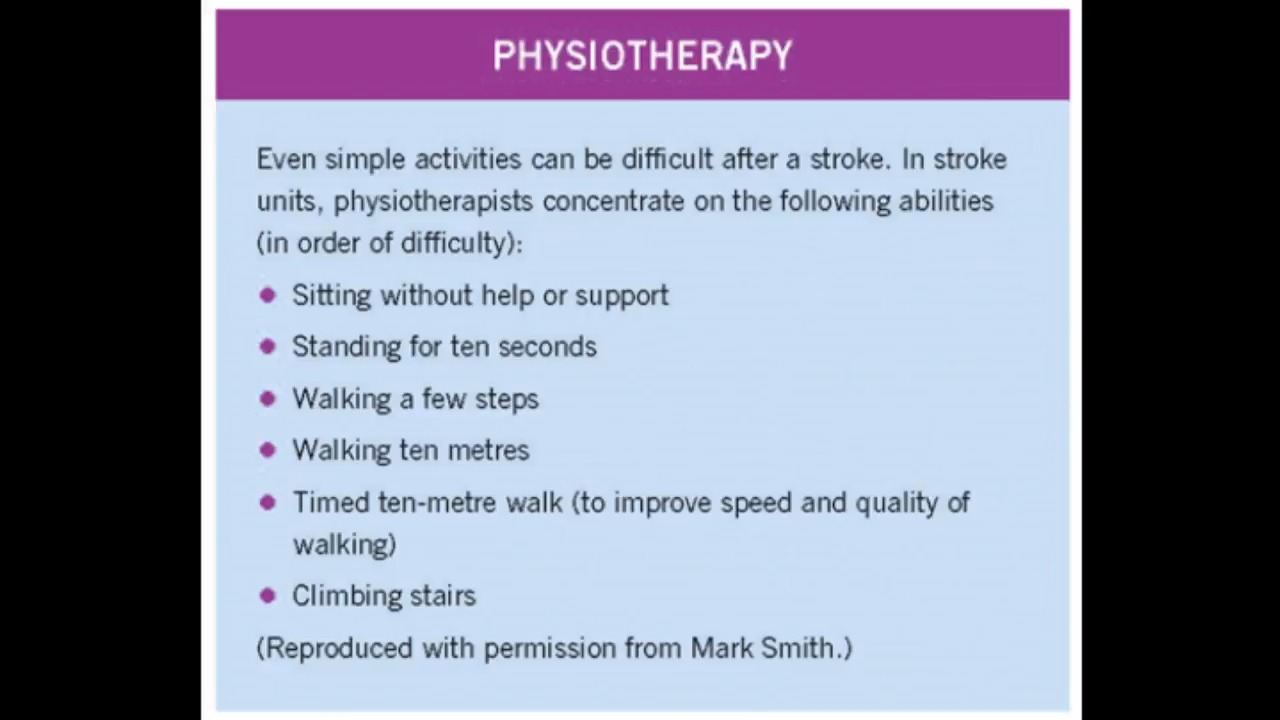 PHYSIOTHERAPY
Even simple activities can be difficult after a stroke. In stroke
units, physiotherapists concentrate on the following abilities
(in order of difficulty):
● Sitting without help or support
● Standing for ten seconds
● Walking a few steps
● Walking ten metres
● Timed ten-metre walk (to improve speed and quality of
walking)
● Climbing stairs
(Reproduced with permission from Mark Smith.)